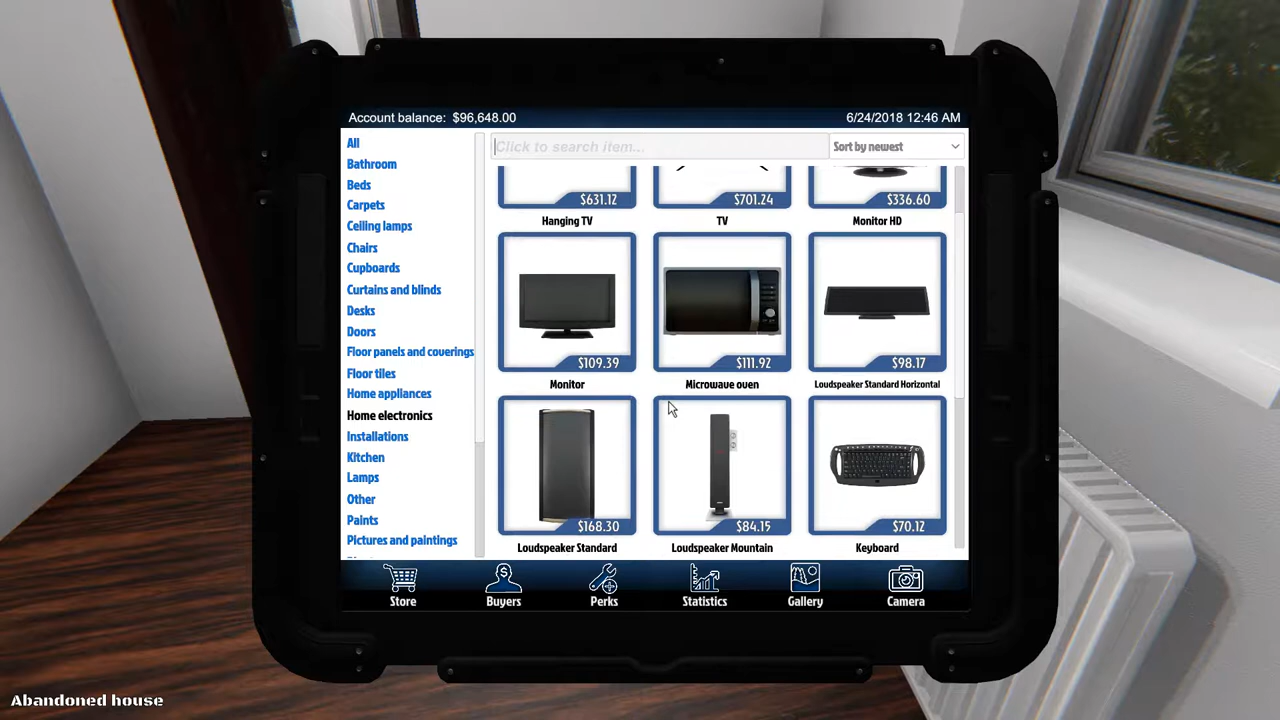 Account balance: $96,648.00
6/24/2018 12:46 AM
All
Bathroom
Beds
Carpets
Ceiling lamps
Chairs
Cupboards
Curtains and blinds
Desks
Doors
Floor panels and coverings
Floor tiles
Home appliances
Home electronics
Installations
Kitchen
Lamps
Other
Paints
Pictures and paintings
Click to search item...
Sort by newest
$631.12
$701.24
$336.60
Hanging TV
TV
Monitor HD
$109.39
$111.92
$98.17
Monitor
Microwave oven
Loudspeaker Standard Horizontal
$168.30
$84.15
$70.12
Loudspeaker Standard
Loudspeaker Mountain
Keyboard
Store
Buyers
Perks
Statistics
Gallery
Camera
Abandoned house